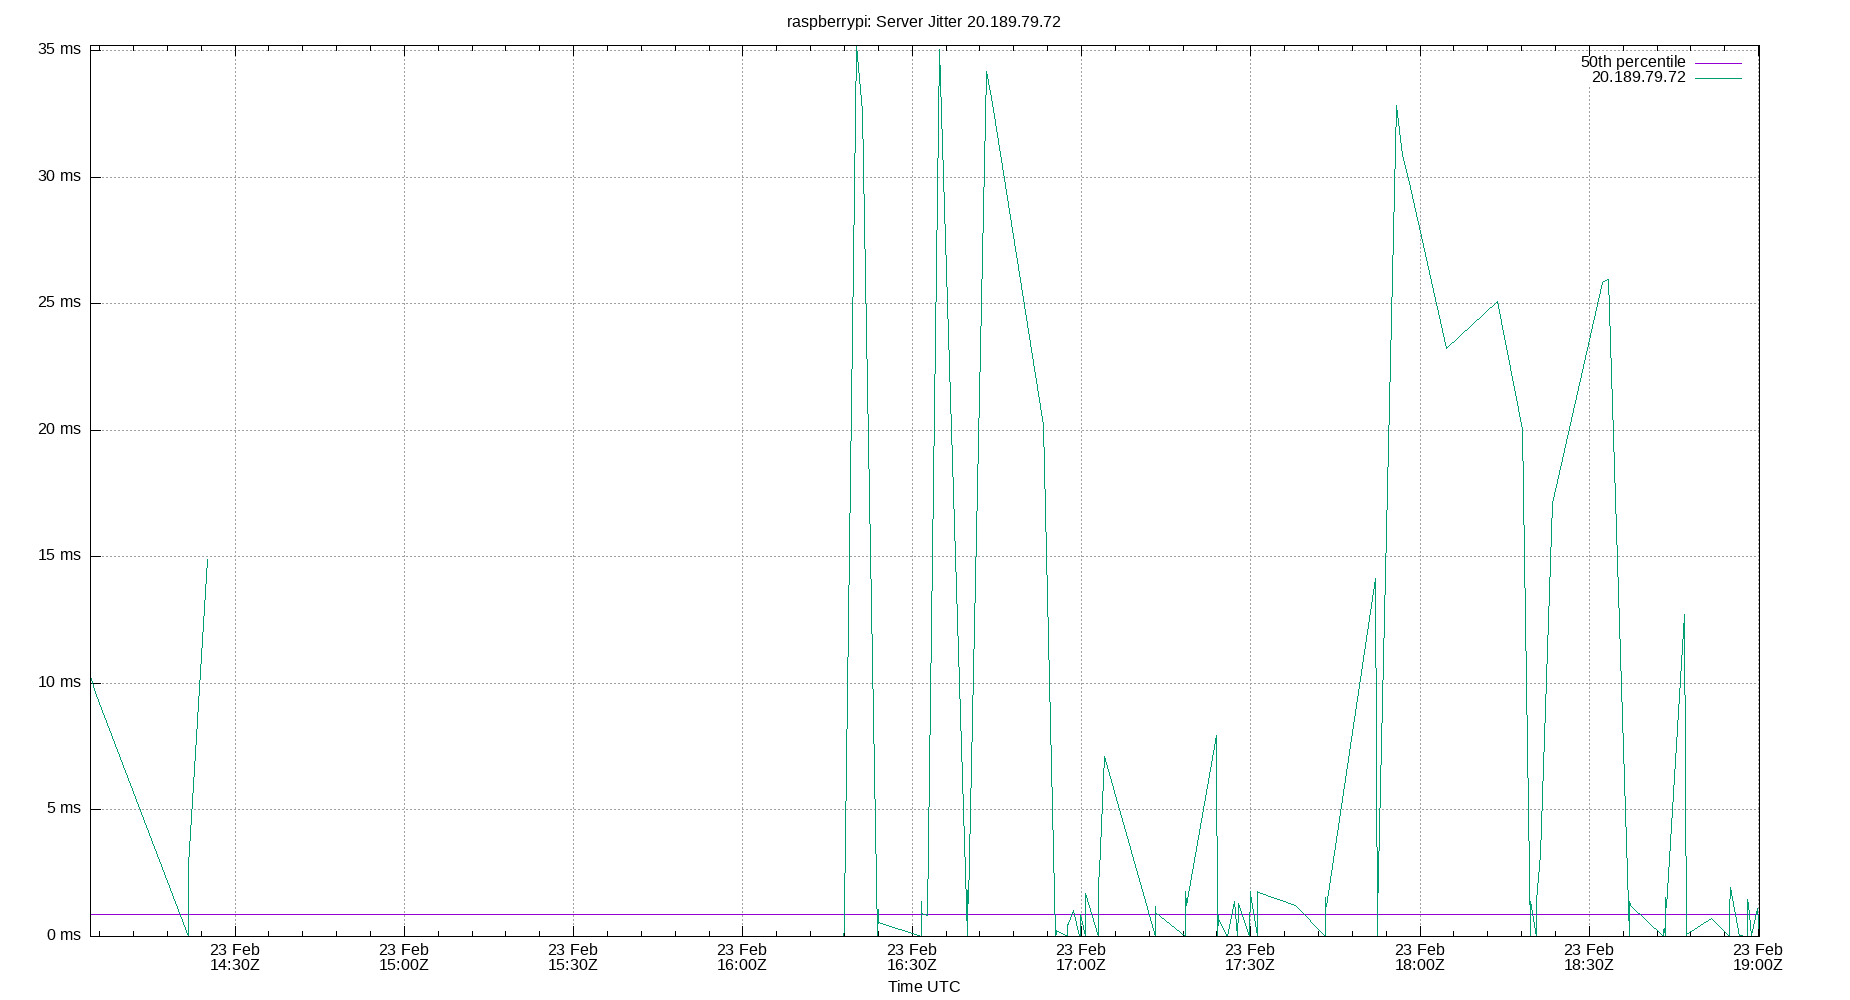 raspberrypi: Server Jitter 20.189.79.72
35 ms
30 ms
25 ms
20 ms
15 ms
10 ms
5 ms
0 ms
50th percentile
20.189.79.72
23 Feb
14:30Z
23 Feb
15:00Z
23 Feb
15:30Z
23 Feb
16:00Z
23 Feb
16:30Z
23 Feb
17:00Z
23 Feb
17:30Z
23 Feb
18:00Z
23 Feb
18:30Z
23 Feb
19:00Z
Time UTC